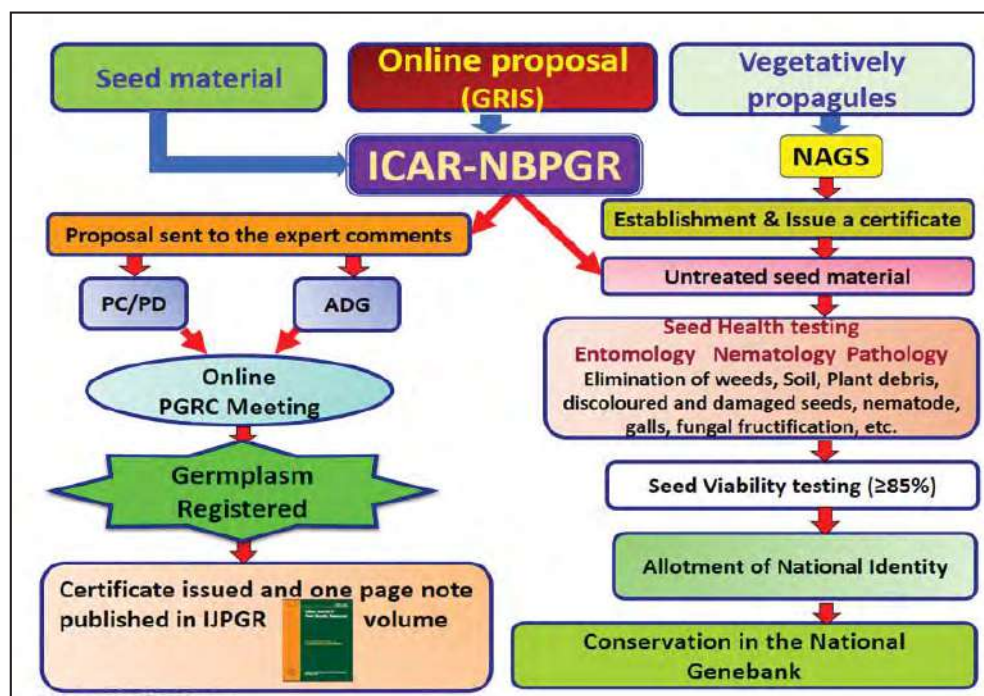 Seed material
Online proposal
(GRIS)
Vegetatively
propagules
ICAR-NBPGR
NAGS
Proposal sent to the expert comments
Establishment & Issue a certificate
PC/PD
ADG
Untreated seed material
Online
PGRC Meeting
Seed Health testing
Entomology Nematology Pathology
Elimination of weeds, Soil, Plant debris,
discoloured and damaged seeds, nematode,
galls, fungal fructification, etc.
Germplasm
Registered
Seed Viability testing (≥85%)
Allotment of National Identity
Certificate issued and one page note
published in IJPGR volume
Conservation in the National
Genebank